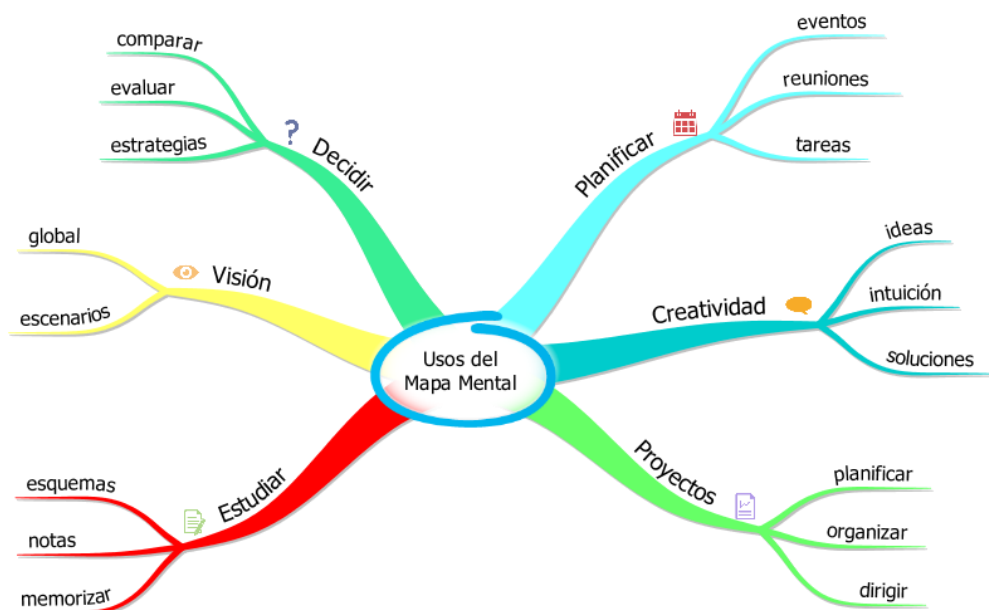 Usos del
Mapa Mental
Planificar
eventos
reuniones
tareas
Creatividad
ideas
intuición
soluciones
Proyectos
planificar
organizar
dirigir
Estudiar
esquemas
notas
memorizar
Visión
global
escenarios
Decidir
comparar
evaluar
estrategias